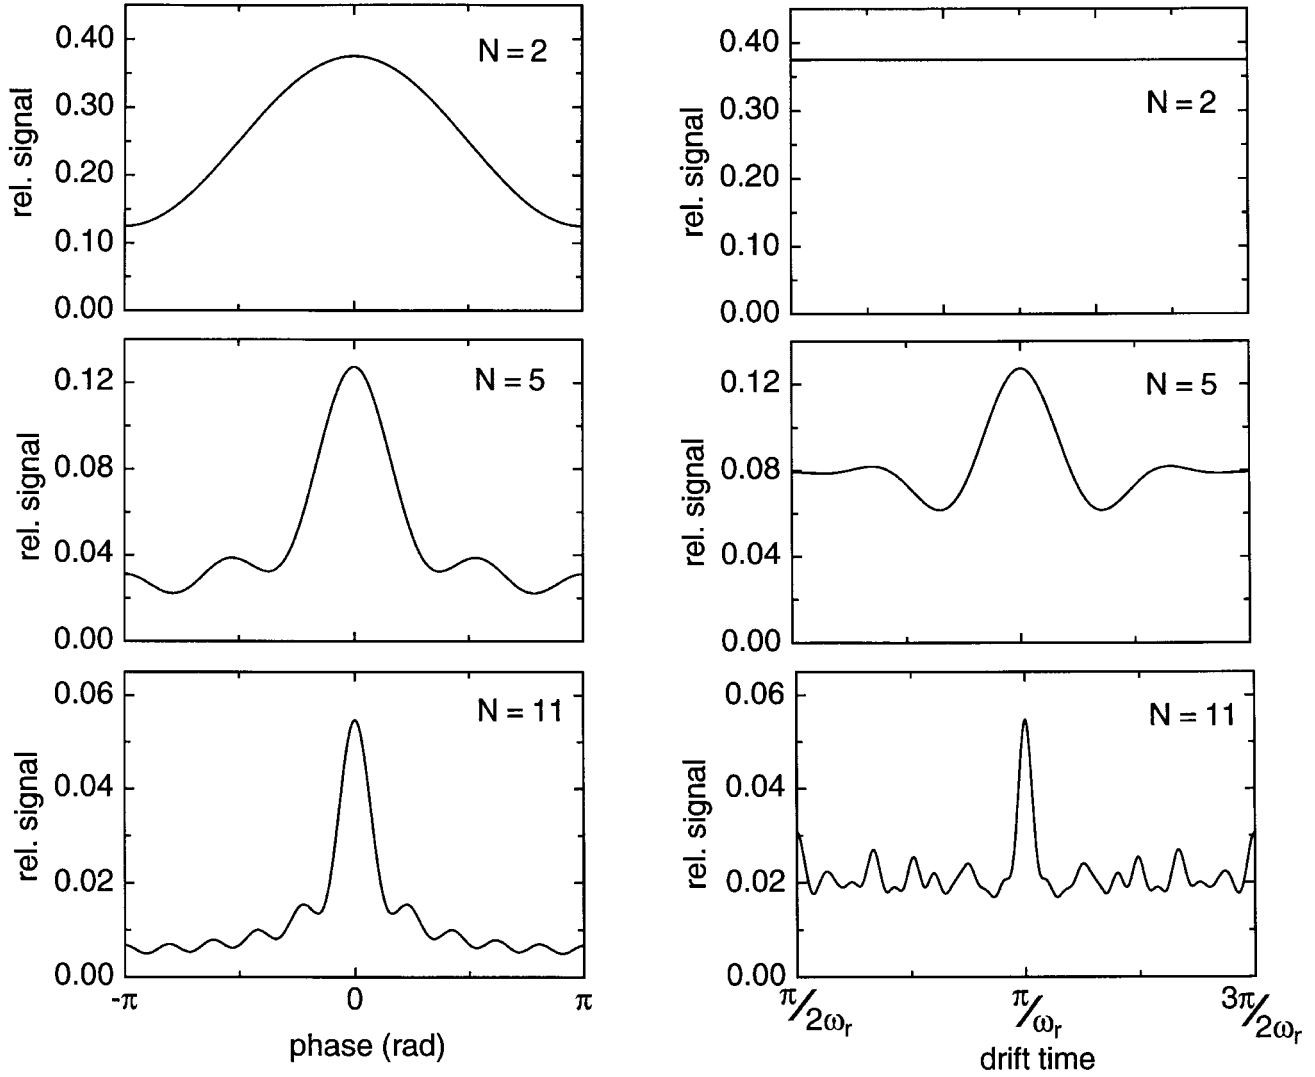 0.40
0.30
0.20
0.10
0.00
rel. signal
N = 2
0.40
0.30
0.20
0.10
0.00
rel. signal
N = 2
0.12
0.08
0.04
0.00
rel. signal
N = 5
0.12
0.08
0.04
0.00
rel. signal
N = 5
0.06
0.04
0.02
0.00
rel. signal
N = 11
-π 0 π
phase (rad)
0.06
0.04
0.02
0.00
rel. signal
N = 11
π/2ωr π/ωr 3π/2ωr
drift time